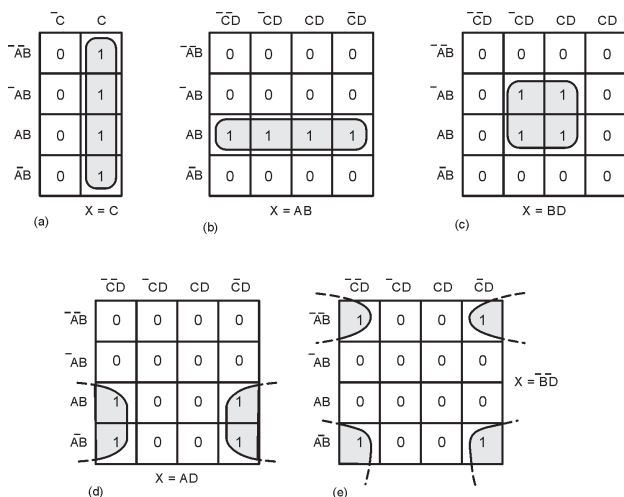 C̄ C
ĀB̄ 0 1
ĀB 0 1
AB 0 1
AB̄ 0 1
X = C
(a)
C̄D̄ C̄D CD CD̄
ĀB̄ 0 0 0 0
ĀB 0 0 0 0
AB 1 1 1 1
AB̄ 0 0 0 0
X = AB
(b)
C̄D̄ C̄D CD CD
ĀB̄ 0 0 0 0
ĀB 0 1 1 0
AB 0 1 1 0
AB̄ 0 0 0 0
X = BD
(c)
C̄D̄ C̄D CD CD̄
ĀB̄ 0 0 0 0
ĀB 0 0 0 0
AB 1 0 0 1
AB̄ 1 0 0 1
X = AD
(d)
C̄D̄ C̄D CD CD̄
ĀB̄ 1 0 0 1
ĀB 0 0 0 0
AB 0 0 0 0
AB̄ 1 0 0 1
X = B̄D̄
(e)